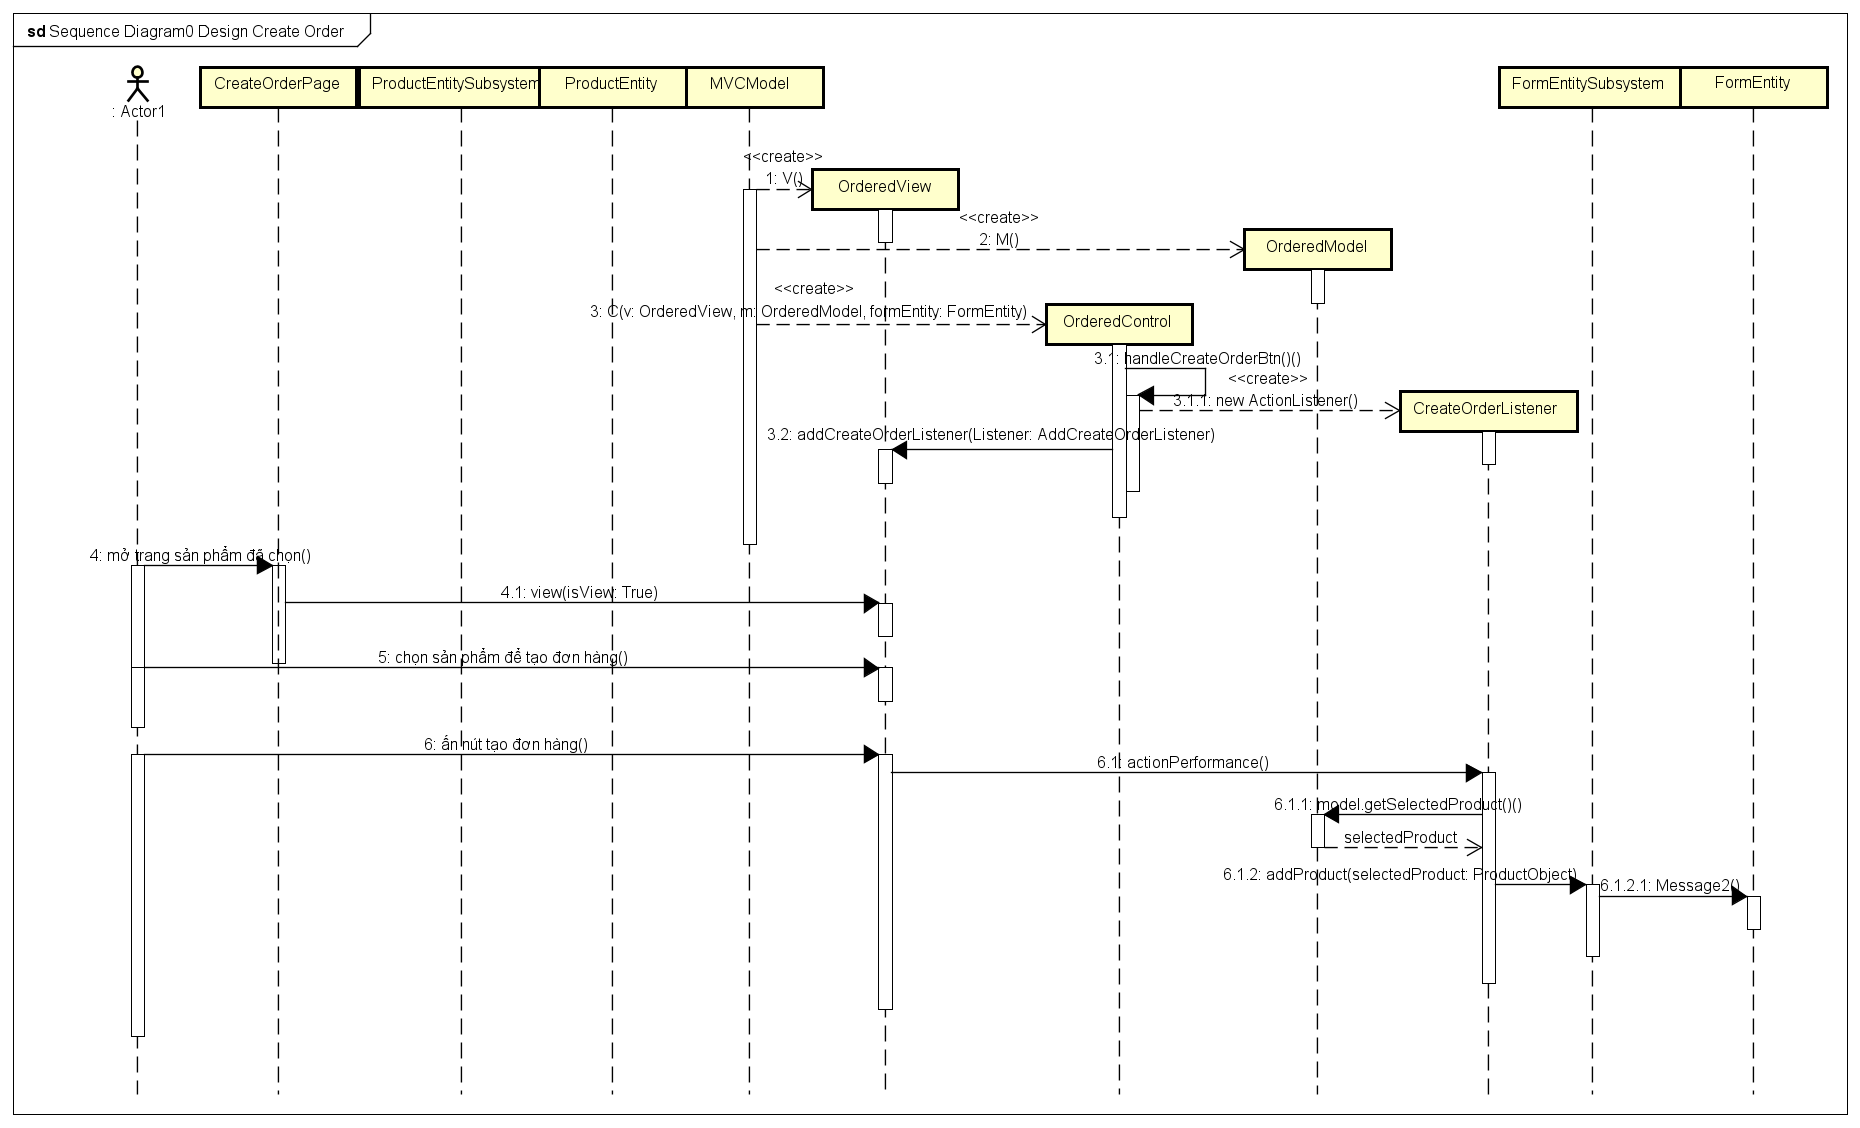 sd Sequence Diagram0 Design Create Order
: Actor1
CreateOrderPage
ProductEntitySubsystem
ProductEntity
MVCModel
FormEntitySubsystem
FormEntity
<<create>>
1: V()
OrderedView
<<create>>
2: M()
OrderedModel
<<create>>
3: C(v: OrderedView, m: OrderedModel, formEntity: FormEntity)
OrderedControl
3.1: handleCreateOrderBtn()()
<<create>>
3.1.1: new ActionListener()
CreateOrderListener
3.2: addCreateOrderListener(Listener: AddCreateOrderListener)
4: mở trang sản phẩm đã chọn()
4.1: view(isView: True)
5: chọn sản phẩm để tạo đơn hàng()
6: ấn nút tạo đơn hàng()
6.1: actionPerformance()
6.1.1: model.getSelectedProduct()()
selectedProduct
6.1.2: addProduct(selectedProduct: ProductObject)
6.1.2.1: Message2()